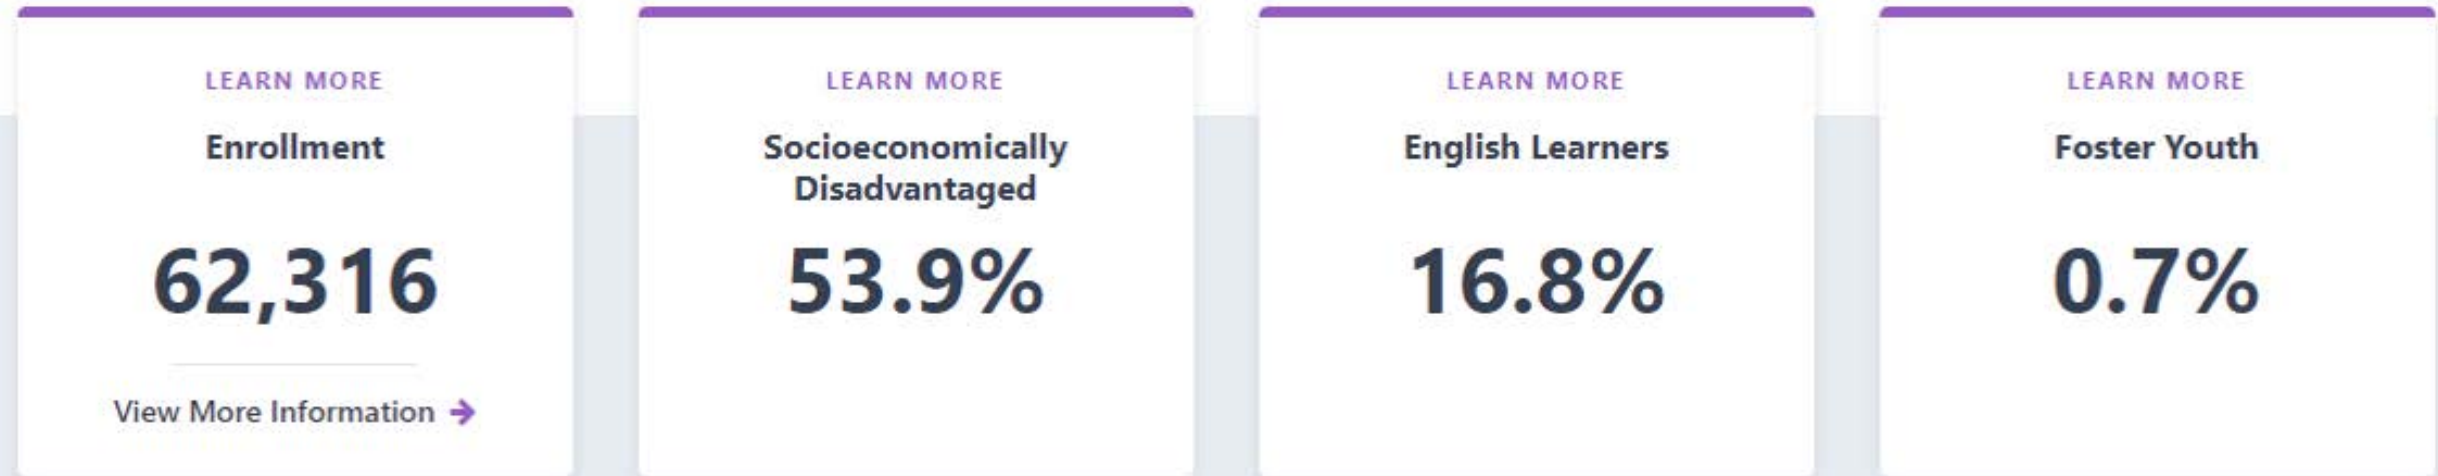 LEARN MORE
Enrollment
62,316
View More Information
LEARN MORE
Socioeconomically
Disadvantaged
53.9%
LEARN MORE
English Learners
16.8%
LEARN MORE
Foster Youth
0.7%